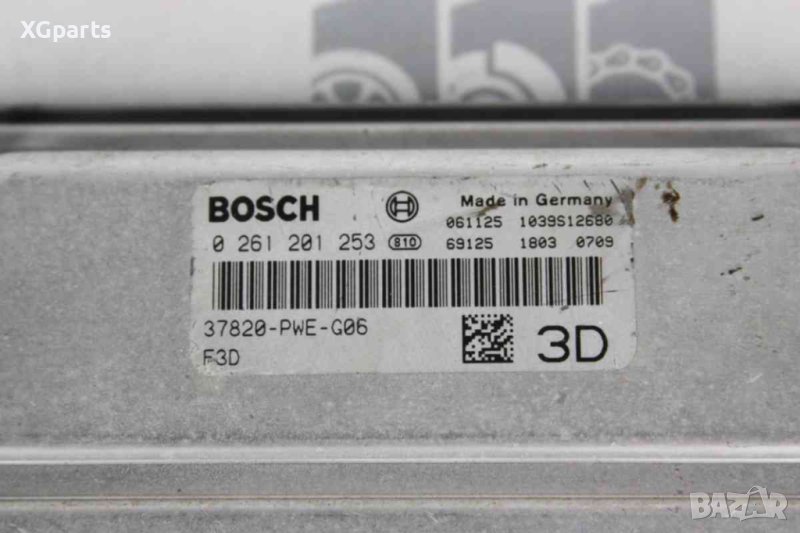 XGparts
BOSCH Made in Germany
061125 1039S12680
0 261 201 253 810 69125 1803 0709
37820-PWE-G06
F3D 3D
BAZAR